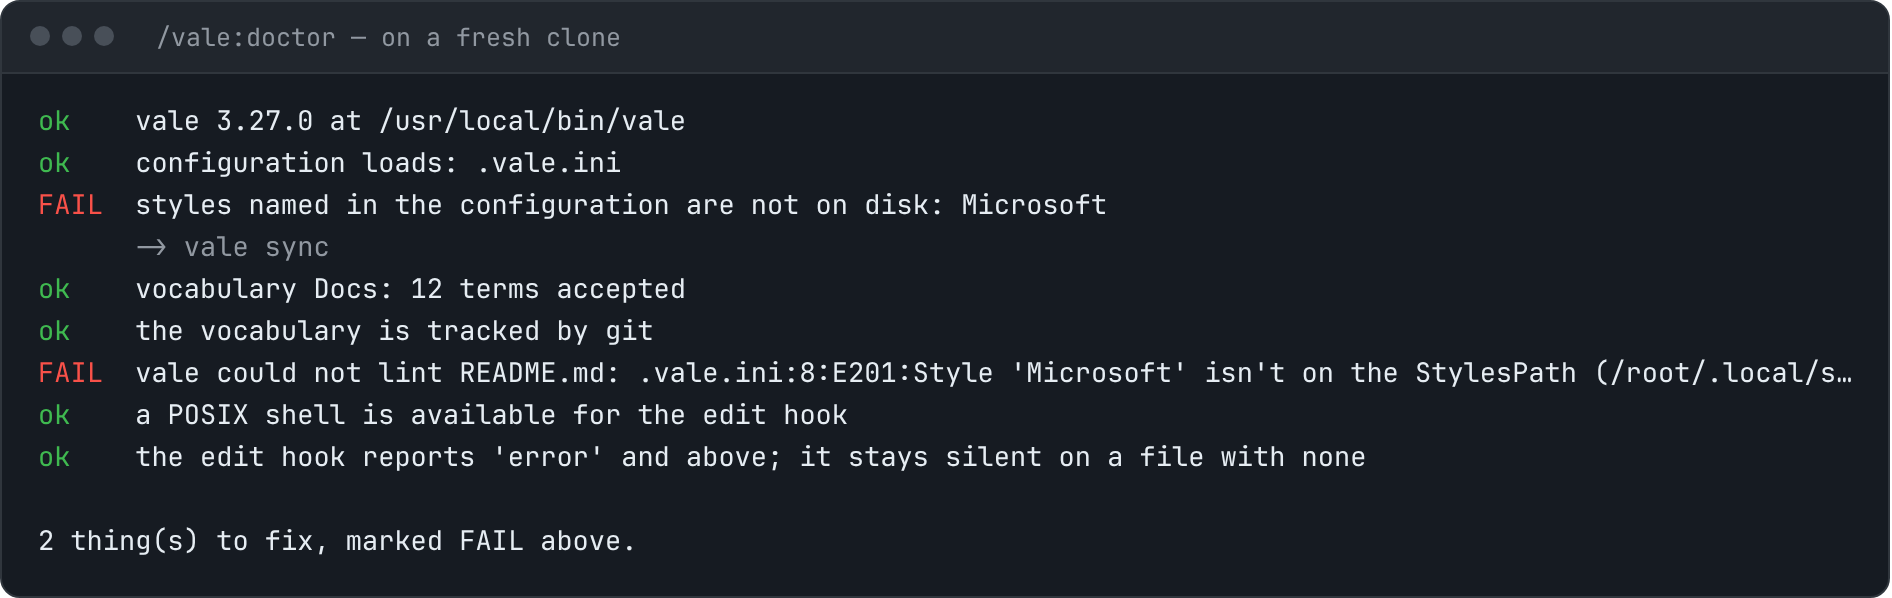 /vale:doctor — on a fresh clone
ok vale 3.27.0 at /usr/local/bin/vale
ok configuration loads: .vale.ini
FAIL styles named in the configuration are not on disk: Microsoft
→ vale sync
ok vocabulary Docs: 12 terms accepted
ok the vocabulary is tracked by git
FAIL vale could not lint README.md: .vale.ini:8:E201:Style 'Microsoft' isn't on the StylesPath (/root/.local/s…
ok a POSIX shell is available for the edit hook
ok the edit hook reports 'error' and above; it stays silent on a file with none
2 thing(s) to fix, marked FAIL above.